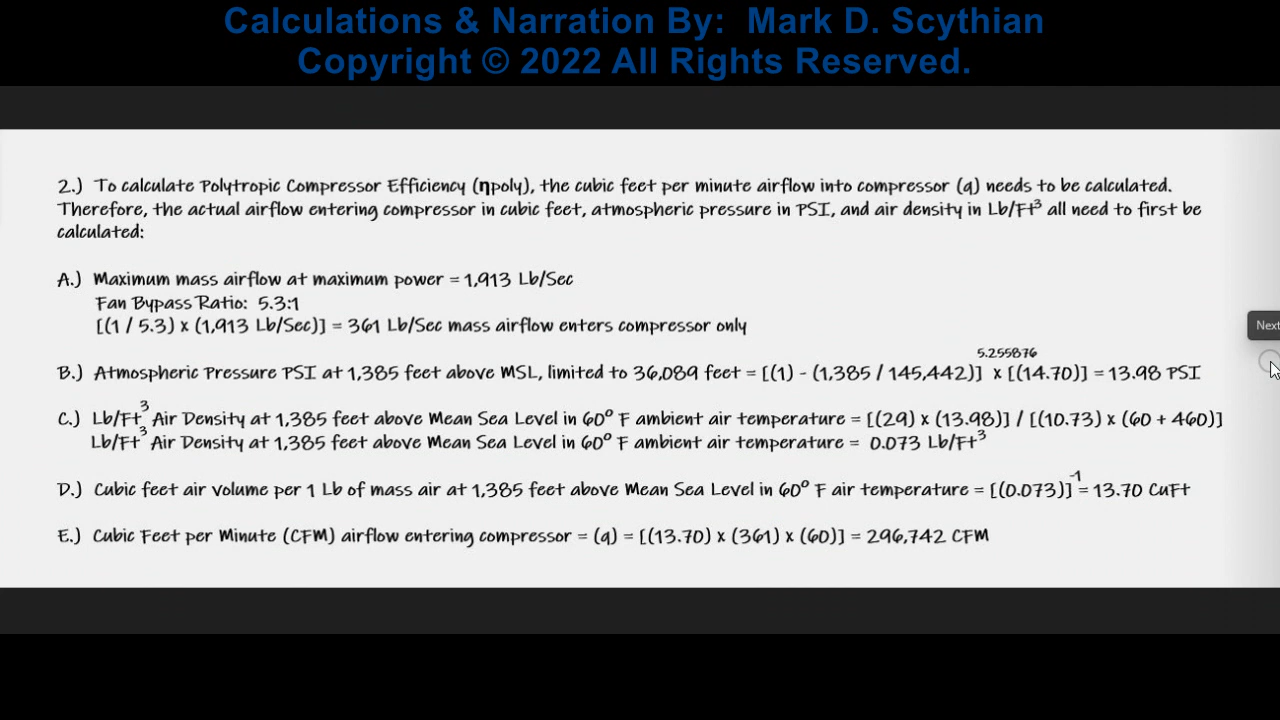 Calculations & Narration By: Mark D. Scythian
Copyright © 2022 All Rights Reserved.
2.) To calculate Polytropic Compressor Efficiency (ηpoly), the cubic feet per minute airflow into compressor (q) needs to be calculated.
Therefore, the actual airflow entering compressor in cubic feet, atmospheric pressure in PSI, and air density in Lb/Ft³ all need to first be
calculated:
A.) Maximum mass airflow at maximum power = 1,913 Lb/Sec
Fan Bypass Ratio: 5.3:1
[(1 / 5.3) x (1,913 Lb/Sec)] = 361 Lb/Sec mass airflow enters compressor only
B.) Atmospheric Pressure PSI at 1,385 feet above MSL, limited to 36,089 feet = [(1) - (1,385 / 145,442)]⁵·²⁵⁵⁸⁷⁶ x [(14.70)] = 13.98 PSI
C.) Lb/Ft³ Air Density at 1,385 feet above Mean Sea Level in 60° F ambient air temperature = [(29) x (13.98)] / [(10.73) x (60 + 460)]
Lb/Ft³ Air Density at 1,385 feet above Mean Sea Level in 60° F ambient air temperature = 0.073 Lb/Ft³
D.) Cubic feet air volume per 1 Lb of mass air at 1,385 feet above Mean Sea Level in 60° F air temperature = [(0.073)]⁻¹ = 13.70 CuFt
E.) Cubic Feet per Minute (CFM) airflow entering compressor = (q) = [(13.70) x (361) x (60)] = 296,742 CFM
Next